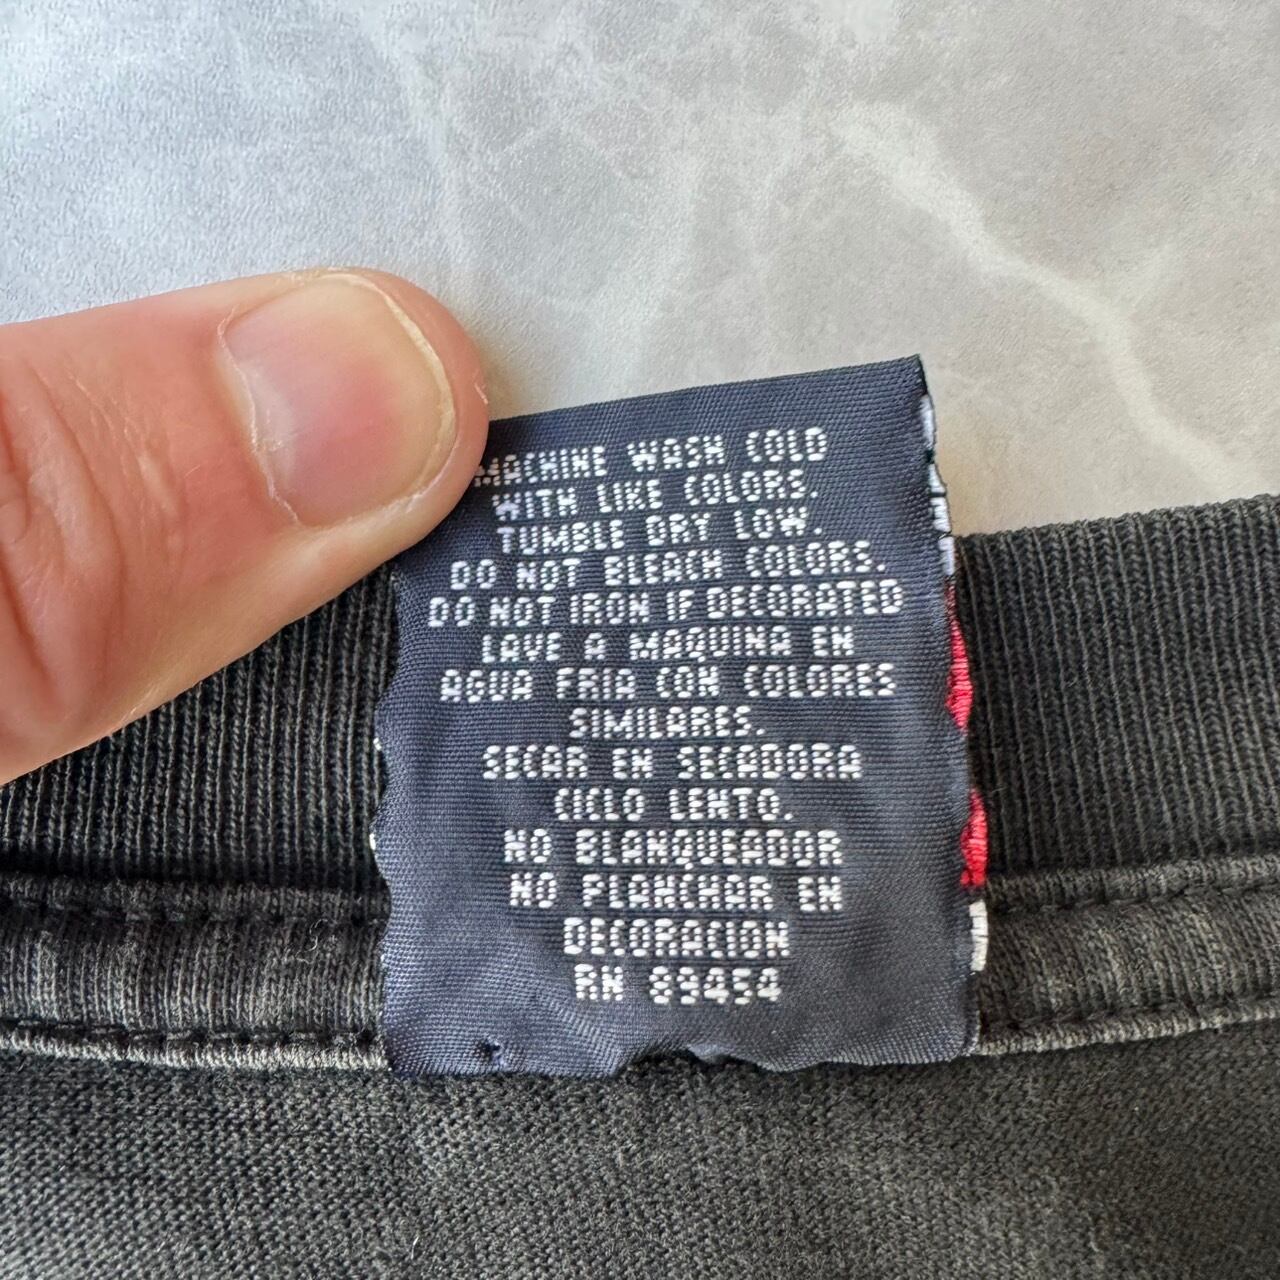 MACHINE WASH COLD
WITH LIKE COLORS.
TUMBLE DRY LOW.
DO NOT BLEACH COLORS.
DO NOT IRON IF DECORATED
LAVE A MAQUINA EN
AGUA FRIA CON COLORES
SIMILARES.
SECAR EN SECADORA
CICLO LENTO.
NO BLANQUEADOR
NO PLANCHAR EN
DECORACION
RN 89454